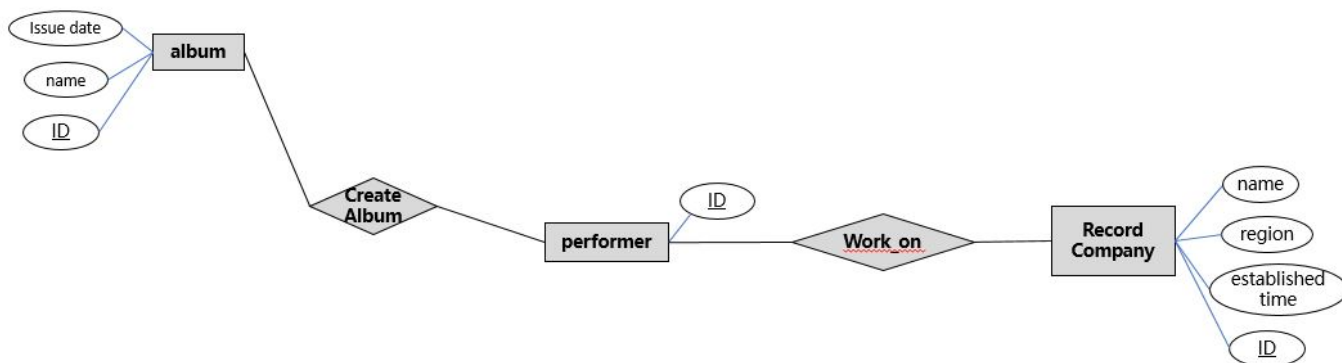 Issue date
album
name
ID
Create
Album
ID
performer
Work_on
Record
Company
name
region
established
time
ID